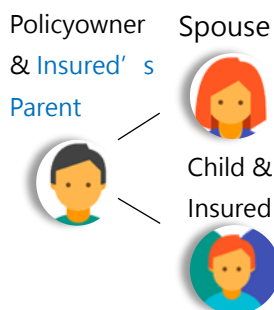 Policyowner
& Insured’s
Parent
Spouse
Child &
Insured